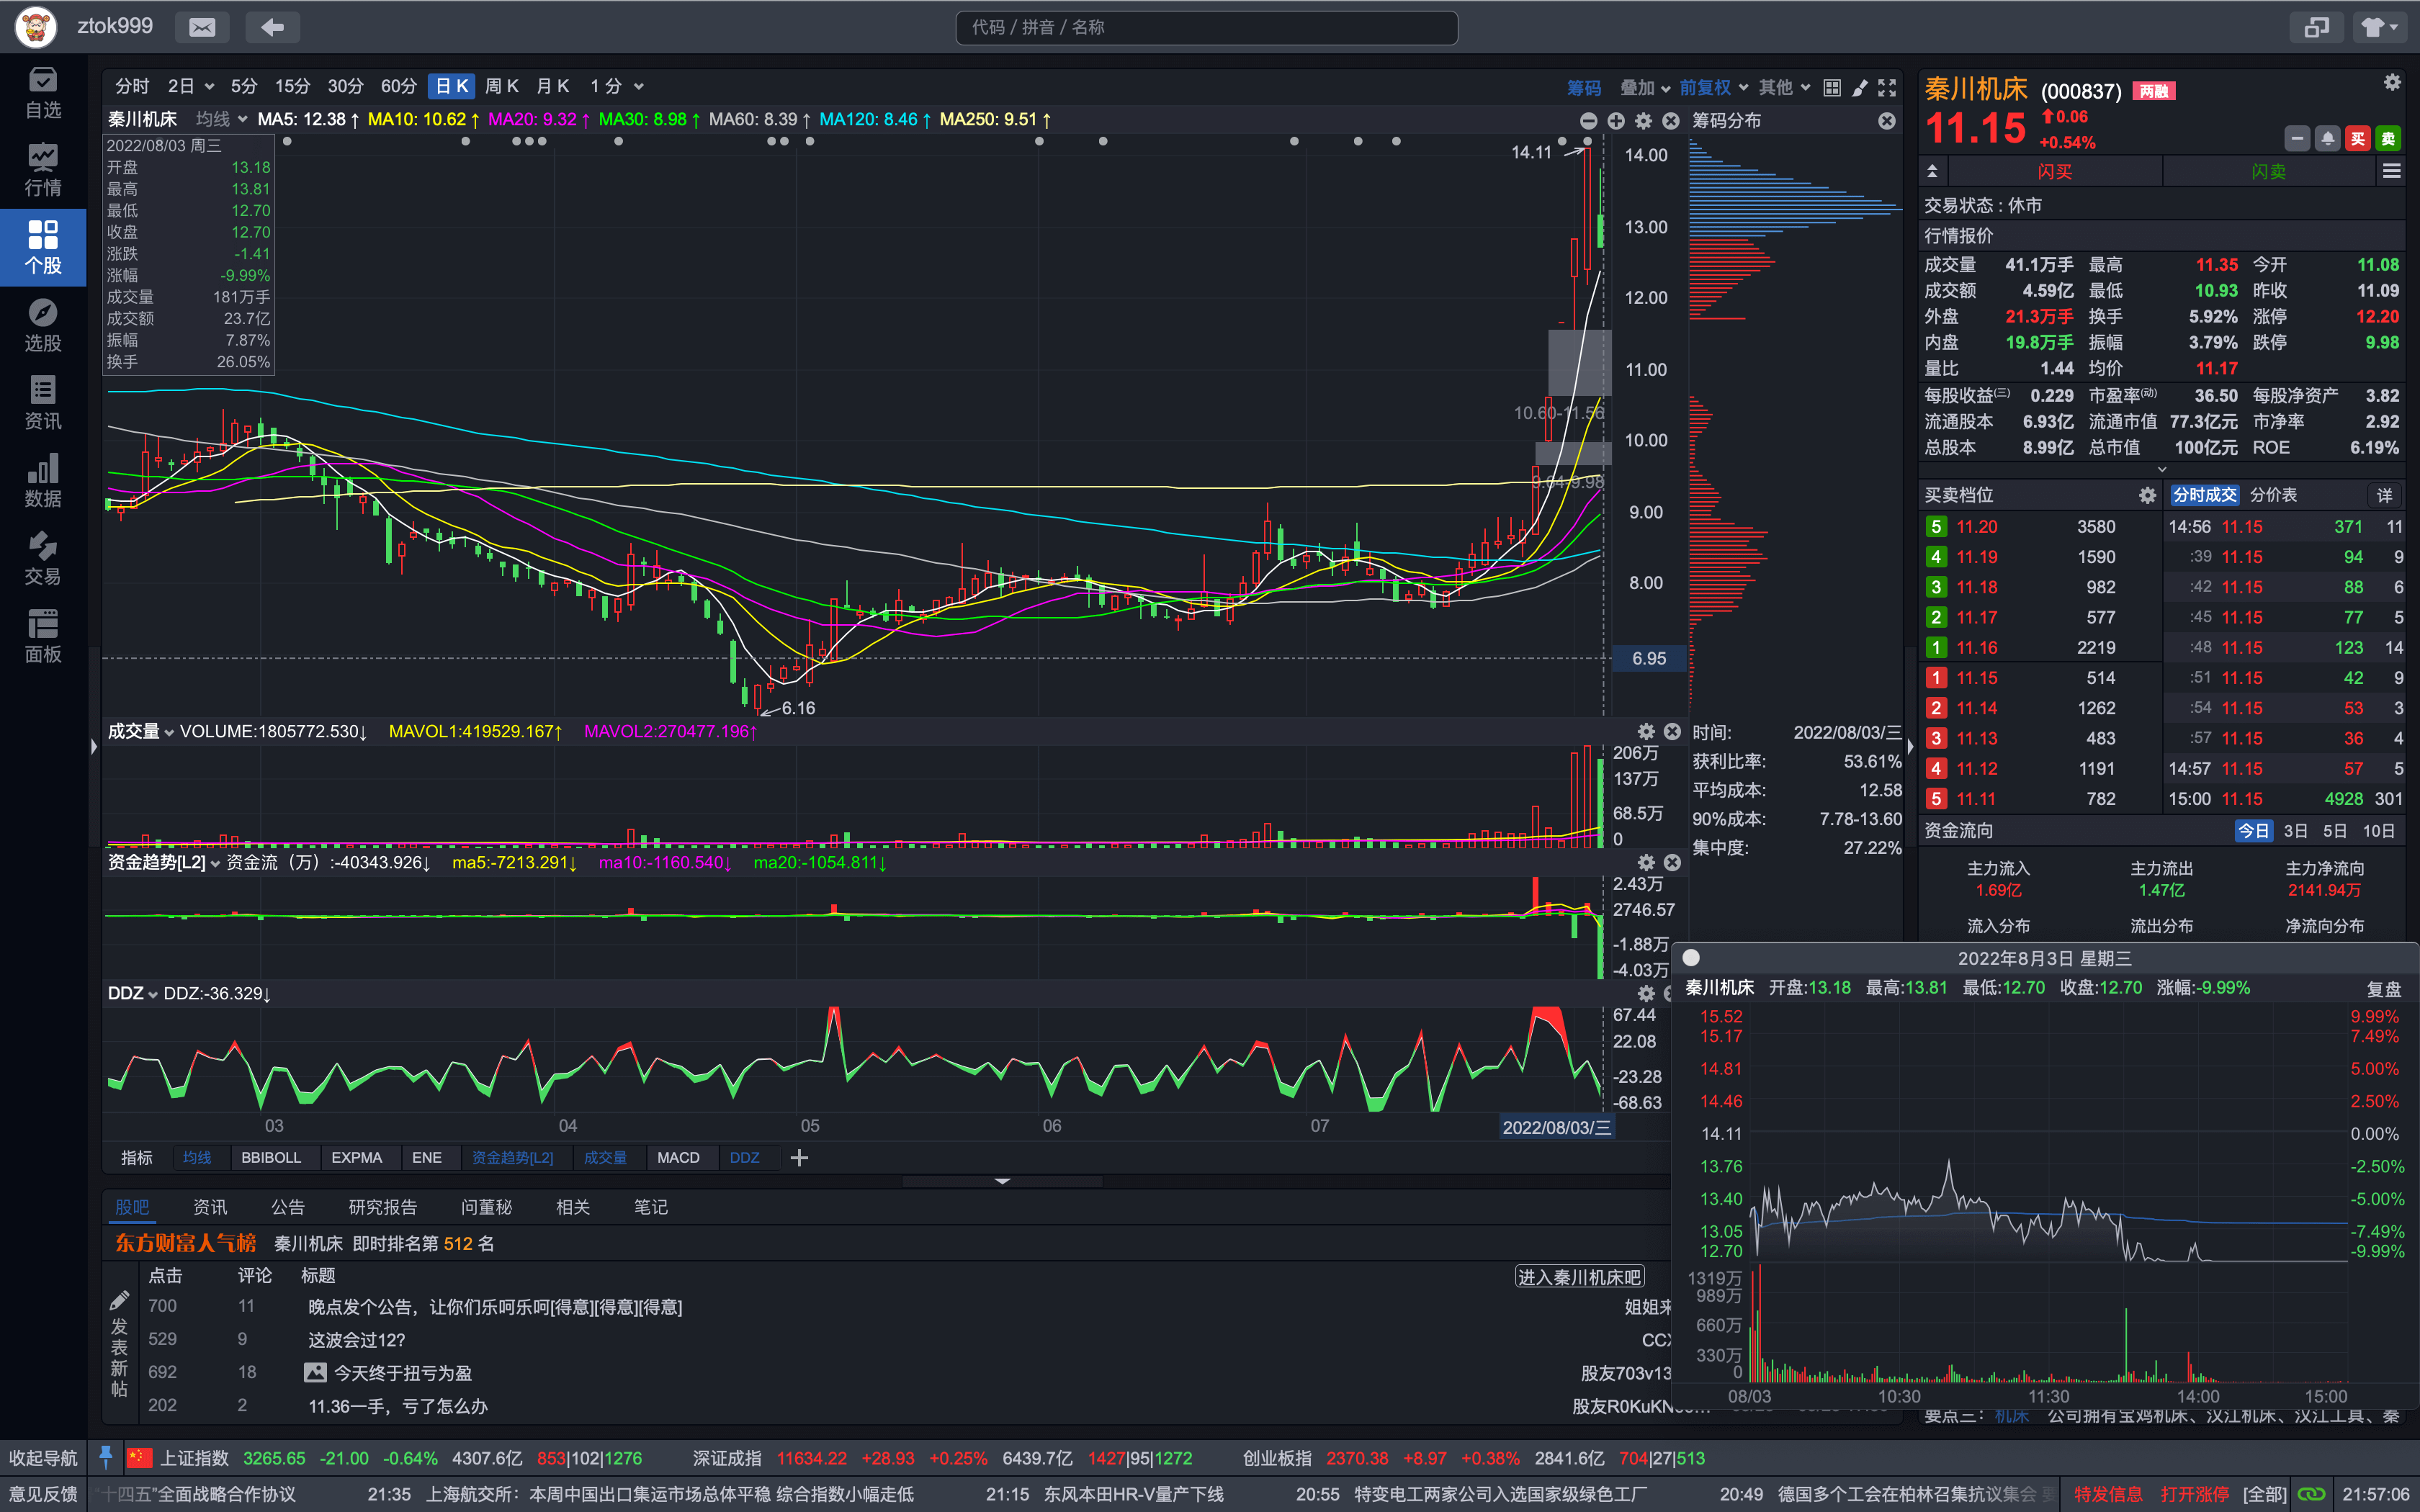 ztok999
代码 / 拼音 / 名称
自选
行情
个股
选股
资讯
数据
交易
面板
分时 2日 5分 15分 30分 60分 日K 周K 月K 1分
筹码 叠加 前复权 其他
秦川机床 均线 MA5: 12.38↑ MA10: 10.62↑ MA20: 9.32↑ MA30: 8.98↑ MA60: 8.39↑ MA120: 8.46↑ MA250: 9.51↑
筹码分布
2022/08/03 周三
开盘 13.18
最高 13.81
最低 12.70
收盘 12.70
涨跌 -1.41
涨幅 -9.99%
成交量 181万手
成交额 23.7亿
振幅 7.87%
换手 26.05%
14.11
14.00
13.00
12.00
11.00
10.60-11.56
10.00
9.64-9.98
9.00
8.00
6.95
6.16
成交量 VOLUME:1805772.530↓ MAVOL1:419529.167↑ MAVOL2:270477.196↑
206万
137万
68.5万
0
资金趋势[L2] 资金流（万）:-40343.926↓ ma5:-7213.291↓ ma10:-1160.540↓ ma20:-1054.811↓
2.43万
2746.57
-1.88万
-4.03万
DDZ DDZ:-36.329↓
67.44
22.08
-23.28
-68.63
03 04 05 06 07 2022/08/03/三
指标 均线 BBIBOLL EXPMA ENE 资金趋势[L2] 成交量 MACD DDZ
时间: 2022/08/03/三
获利比率: 53.61%
平均成本: 12.58
90%成本: 7.78-13.60
集中度: 27.22%
股吧 资讯 公告 研究报告 问董秘 相关 笔记
东方财富人气榜 秦川机床 即时排名第 512 名
发表新帖
点击 评论 标题 进入秦川机床吧
700 11 晚点发个公告，让你们乐呵乐呵[得意][得意][得意] 姐姐来
529 9 这波会过12? CCX
692 18 今天终于扭亏为盈 股友703v13
202 2 11.36一手，亏了怎么办
秦川机床 (000837) 两融
11.15 0.06
+0.54%
买 卖
闪买 闪卖
交易状态 : 休市
行情报价
成交量 41.1万手 最高 11.35 今开 11.08
成交额 4.59亿 最低 10.93 昨收 11.09
外盘 21.3万手 换手 5.92% 涨停 12.20
内盘 19.8万手 振幅 3.79% 跌停 9.98
量比 1.44 均价 11.17
每股收益(三) 0.229 市盈率(动) 36.50 每股净资产 3.82
流通股本 6.93亿 流通市值 77.3亿元 市净率 2.92
总股本 8.99亿 总市值 100亿元 ROE 6.19%
买卖档位 分时成交 分价表 详
5 11.20 3580 14:56 11.15 371 11
4 11.19 1590 :39 11.15 94 9
3 11.18 982 :42 11.15 88 6
2 11.17 577 :45 11.15 77 5
1 11.16 2219 :48 11.15 123 14
1 11.15 514 :51 11.15 42 9
2 11.14 1262 :54 11.15 53 3
3 11.13 483 :57 11.15 36 4
4 11.12 1191 14:57 11.15 57 5
5 11.11 782 15:00 11.15 4928 301
资金流向 今日 3日 5日 10日
主力流入 主力流出 主力净流向
1.69亿 1.47亿 2141.94万
流入分布 流出分布 净流向分布
2022年8月3日 星期三
秦川机床 开盘:13.18 最高:13.81 最低:12.70 收盘:12.70 涨幅:-9.99% 复盘
15.52 9.99%
15.17 7.49%
14.81 5.00%
14.46 2.50%
14.11 0.00%
13.76 -2.50%
13.40 -5.00%
13.05 -7.49%
12.70 -9.99%
1319万
989万
660万
330万
0
08/03 10:30 11:30 14:00 15:00
要点三： 机床 公司拥有宝鸡机床、汉江机床、汉江工具、秦
收起导航 上证指数 3265.65 -21.00 -0.64% 4307.6亿 853|102|1276 深证成指 11634.22 +28.93 +0.25% 6439.7亿 1427|95|1272 创业板指 2370.38 +8.97 +0.38% 2841.6亿 704|27|513
意见反馈 “十四五”全面战略合作协议 21:35 上海航交所：本周中国出口集运市场总体平稳 综合指数小幅走低 21:15 东风本田HR-V量产下线 20:55 特变电工两家公司入选国家级绿色工厂 20:49 德国多个工会在柏林召集抗议集会 特发信息 打开涨停 [全部] 21:57:06